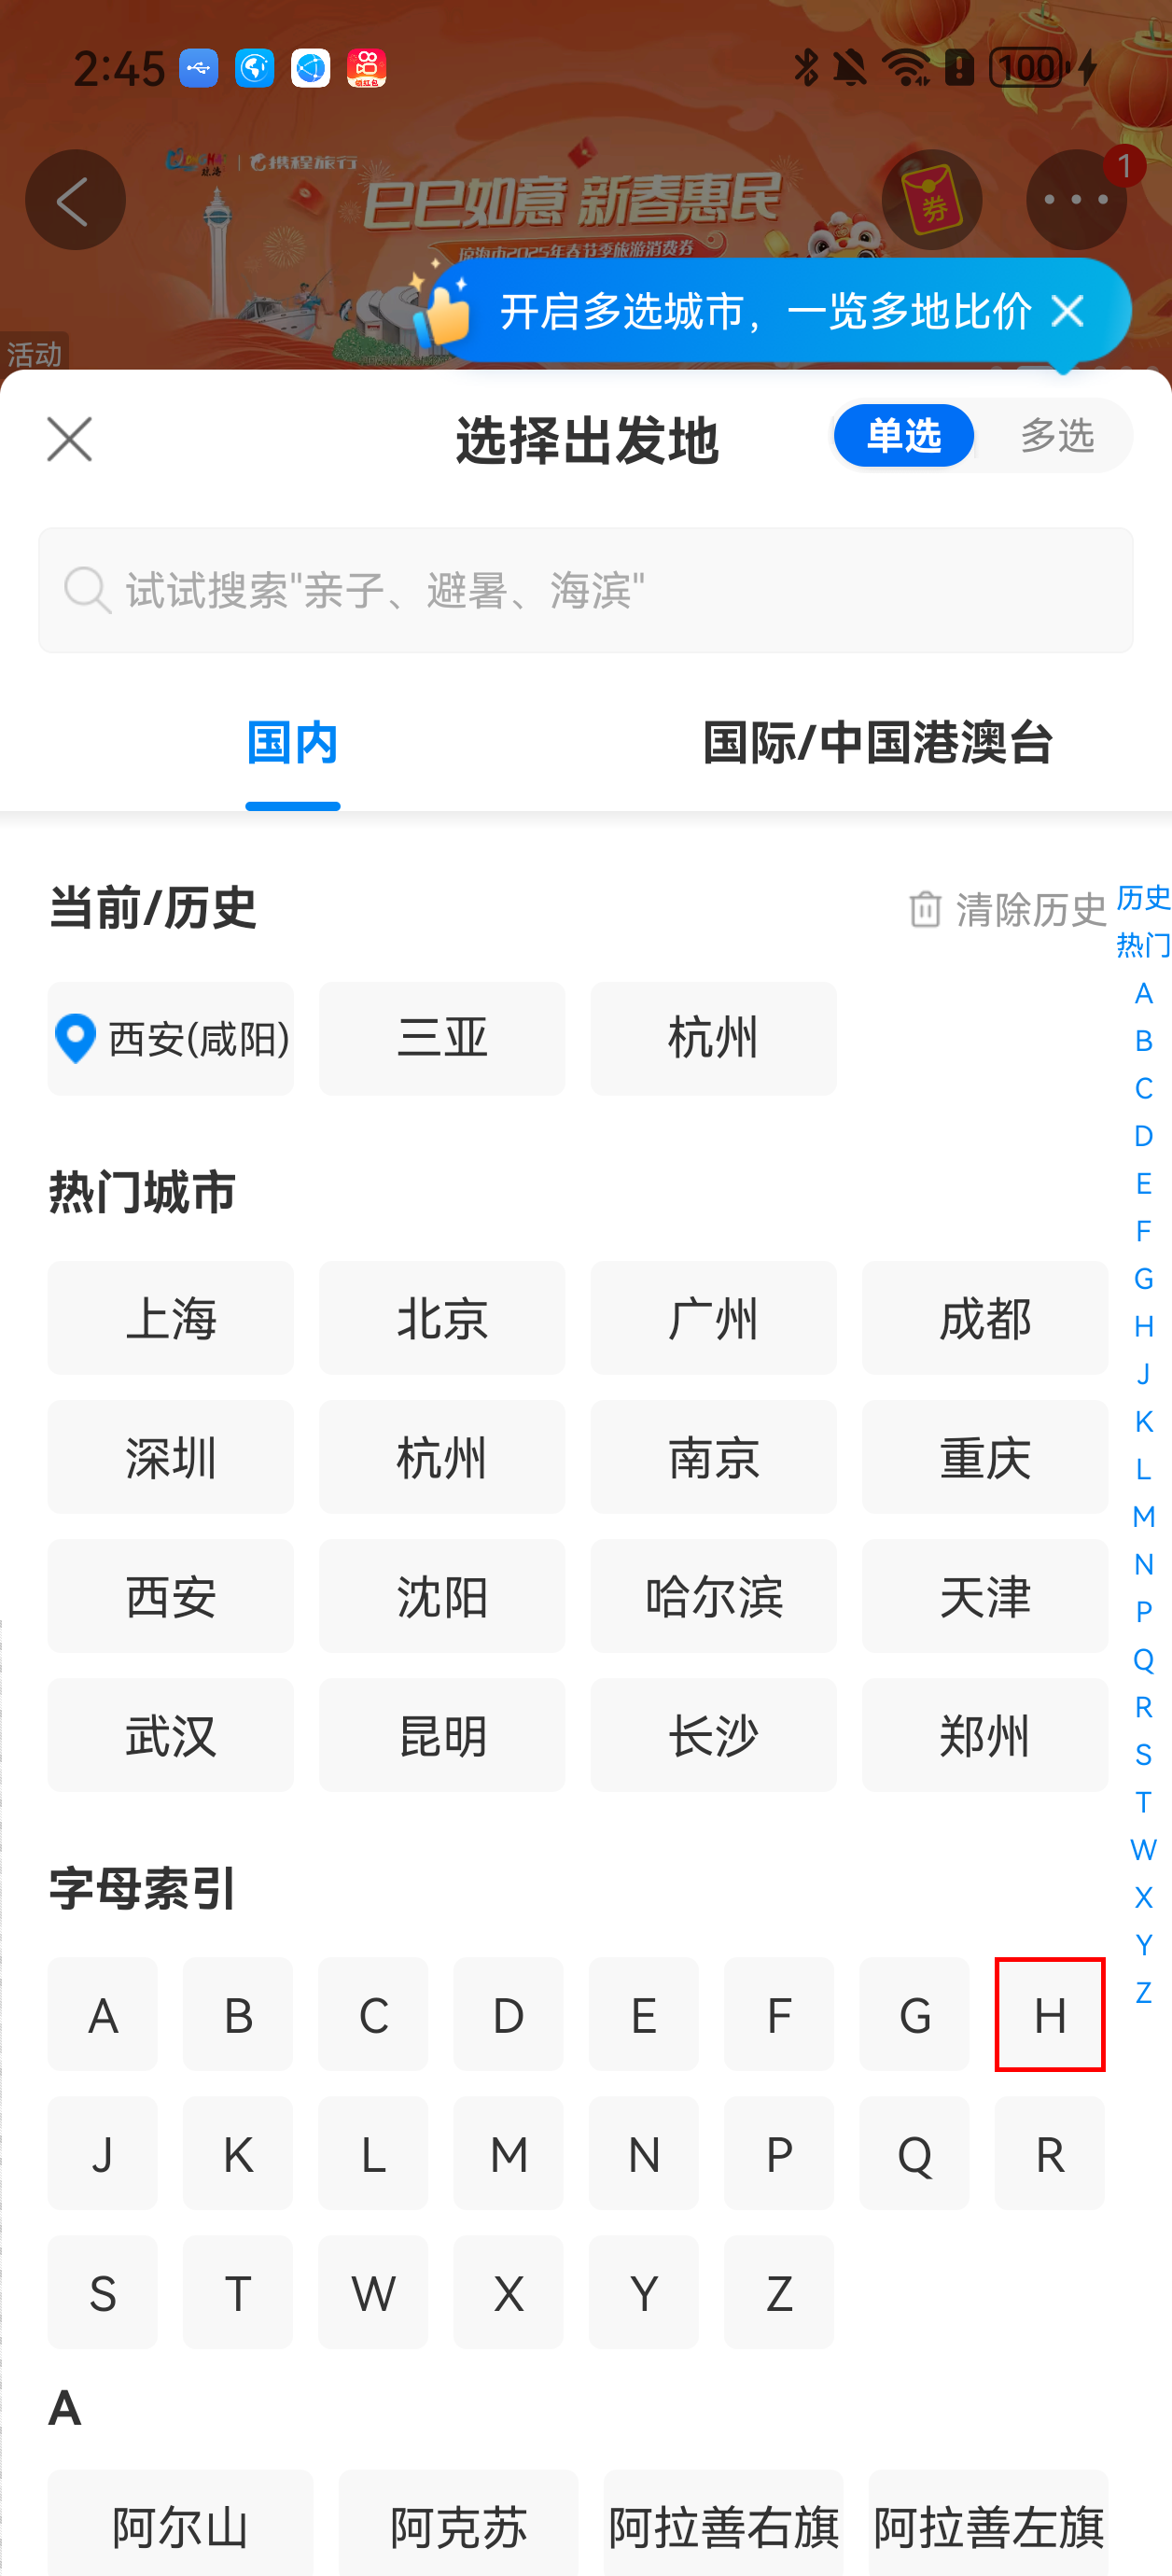 2:45
领红包
100
携程旅行
巳巳如意 新春惠民
琼海市2025年春节季旅游消费券
券
1
活动
开启多选城市，一览多地比价
选择出发地
单选
多选
试试搜索"亲子、避暑、海滨"
国内
国际/中国港澳台
当前/历史
清除历史
西安(咸阳)
三亚
杭州
热门城市
上海
北京
广州
成都
深圳
杭州
南京
重庆
西安
沈阳
哈尔滨
天津
武汉
昆明
长沙
郑州
字母索引
A
B
C
D
E
F
G
H
J
K
L
M
N
P
Q
R
S
T
W
X
Y
Z
A
阿尔山
阿克苏
阿拉善右旗
阿拉善左旗
历史
热门
A
B
C
D
E
F
G
H
J
K
L
M
N
P
Q
R
S
T
W
X
Y
Z